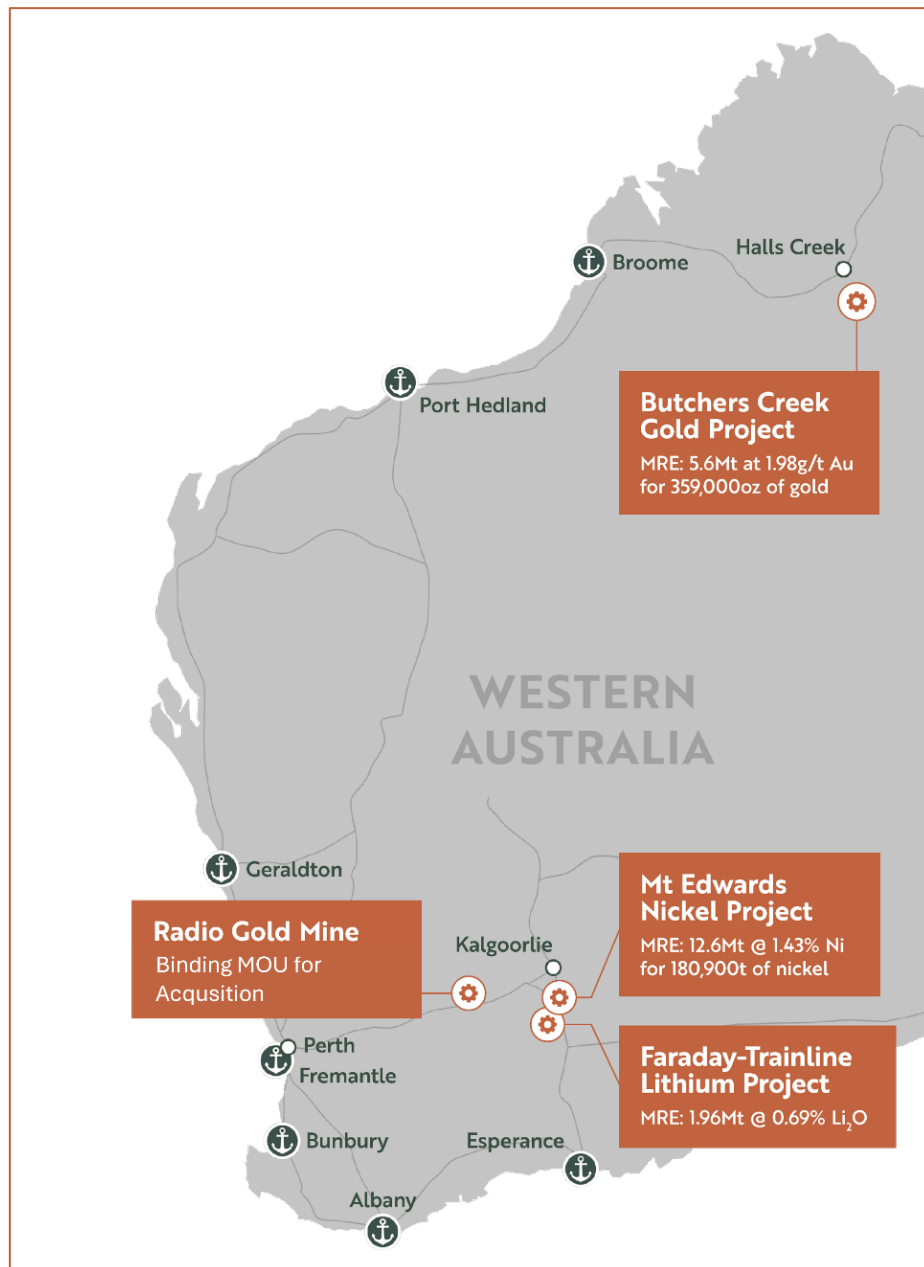 Halls Creek
Broome
Port Hedland
Butchers Creek
Gold Project
MRE: 5.6Mt at 1.98g/t Au
for 359,000oz of gold
WESTERN
AUSTRALIA
Geraldton
Mt Edwards
Nickel Project
MRE: 12.6Mt @ 1.43% Ni
for 180,900t of nickel
Radio Gold Mine
Binding MOU for
Acqusition
Kalgoorlie
Perth
Fremantle
Faraday-Trainline
Lithium Project
MRE: 1.96Mt @ 0.69% Li₂O
Bunbury
Esperance
Albany